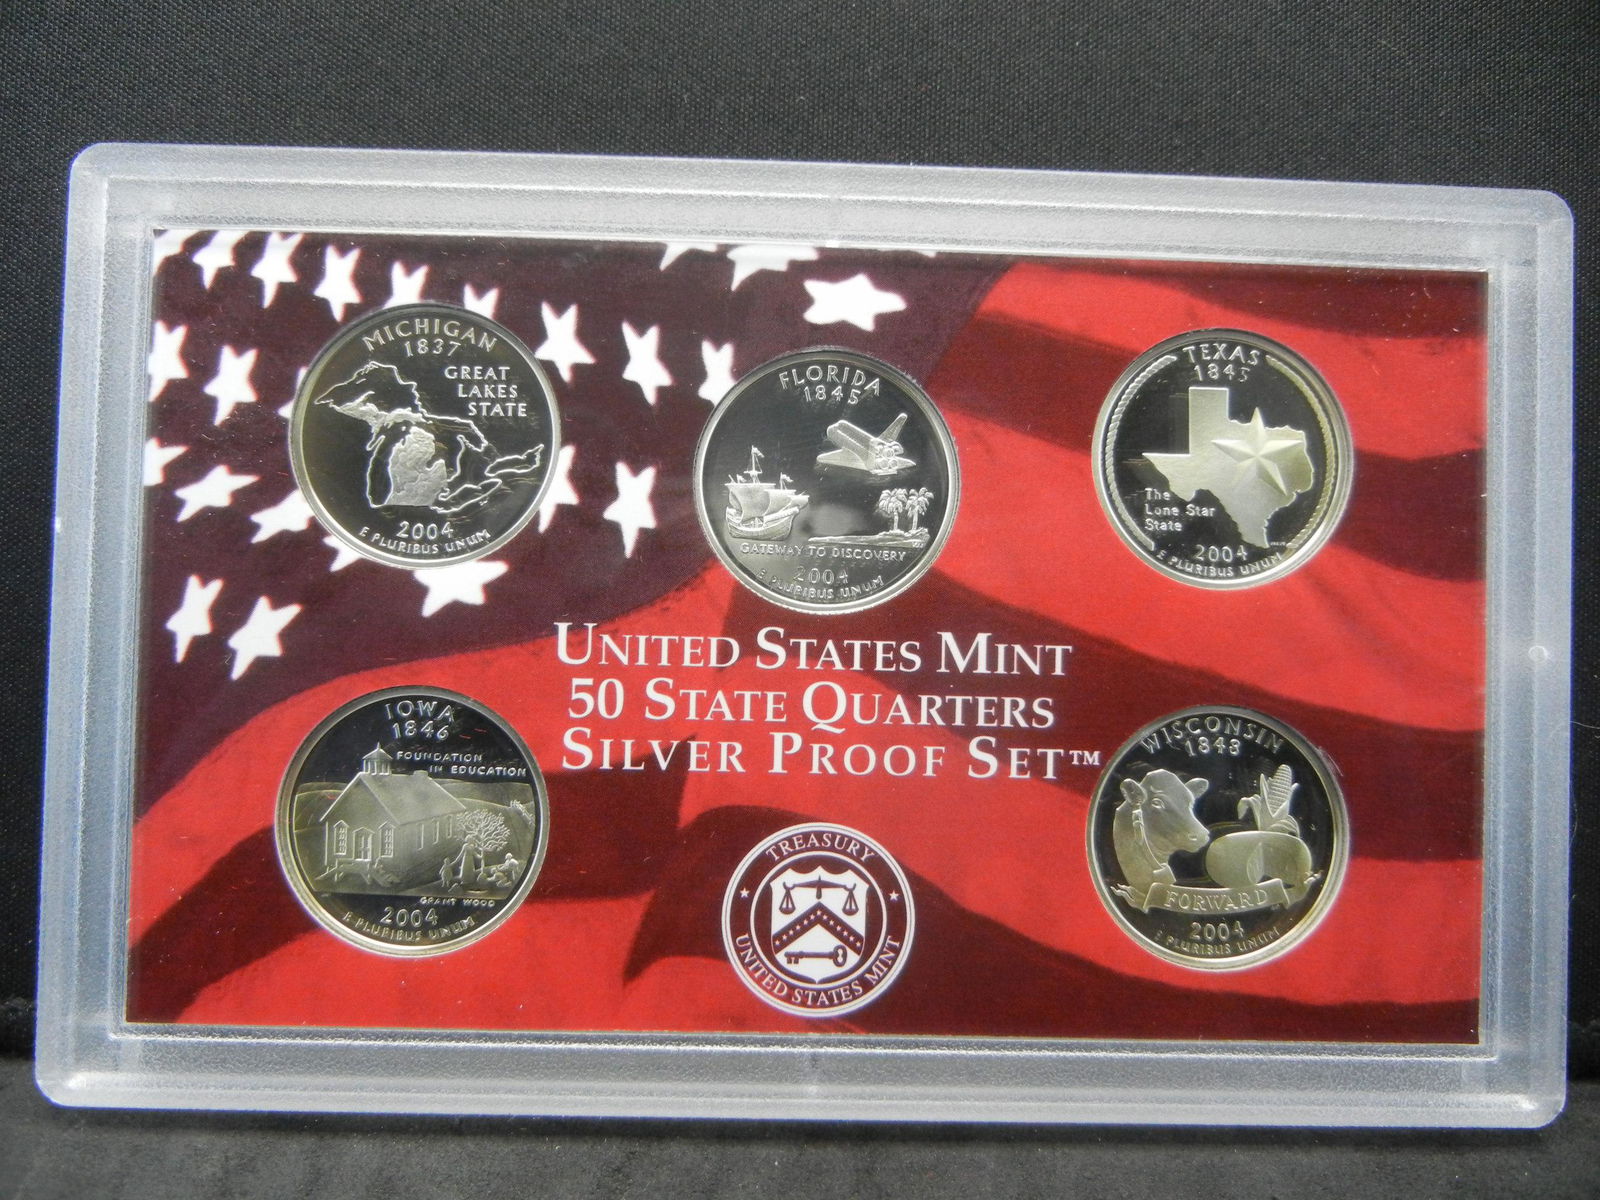 MICHIGAN
1837
GREAT
LAKES
STATE
2004
E PLURIBUS UNUM
FLORIDA
1845
GATEWAY TO DISCOVERY
2004
E PLURIBUS UNUM
TEXAS
1845
The
Lone Star
State
2004
E PLURIBUS UNUM
UNITED STATES MINT
50 STATE QUARTERS
SILVER PROOF SET™
IOWA
1846
FOUNDATION
IN EDUCATION
GRANT WOOD
2004
E PLURIBUS UNUM
TREASURY
UNITED STATES MINT
WISCONSIN
1848
FORWARD
2004
E PLURIBUS UNUM